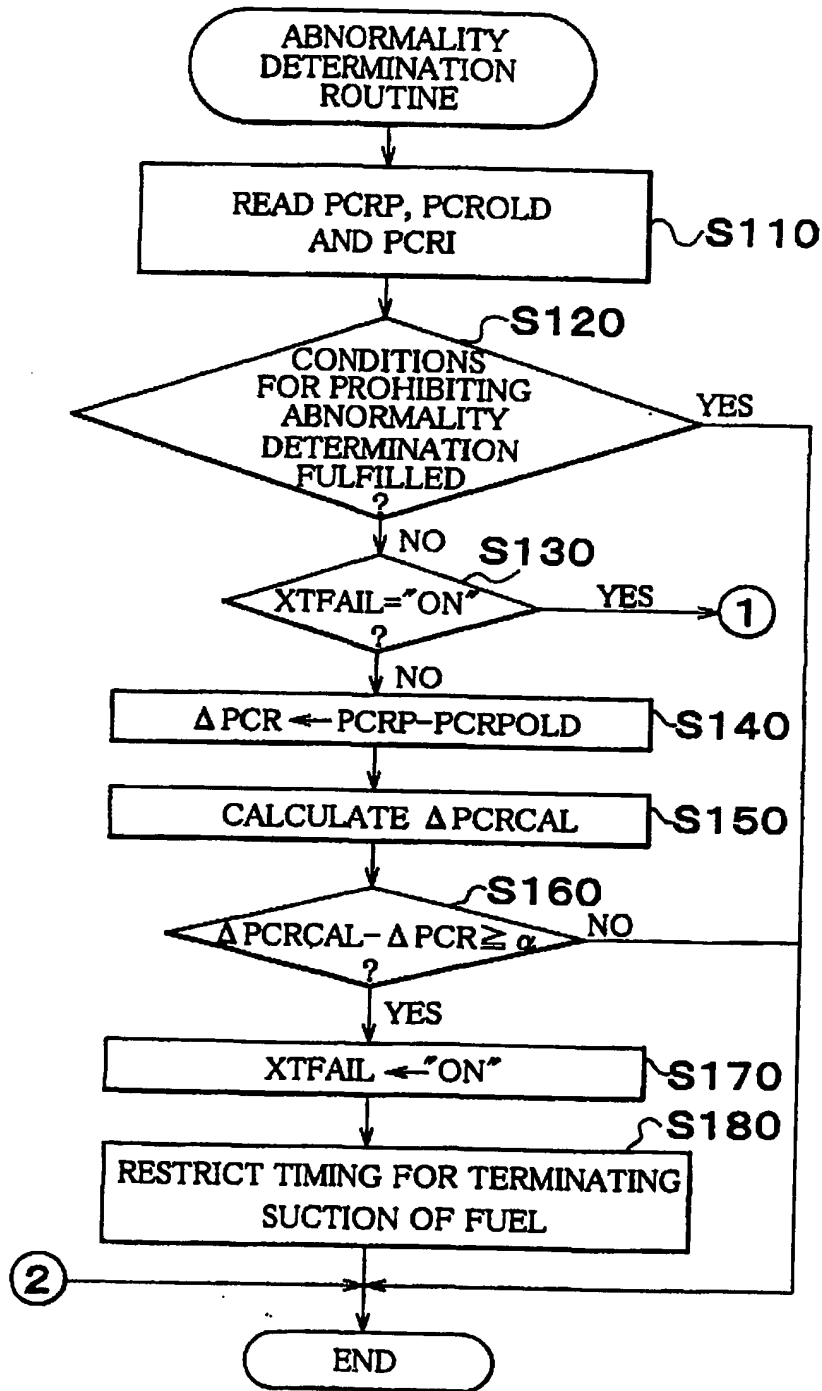 ABNORMALITY
DETERMINATION
ROUTINE
READ PCRP, PCROLD
AND PCRI
S110
S120
CONDITIONS
FOR PROHIBITING
ABNORMALITY
DETERMINATION
FULFILLED
?
YES
NO
S130
XTFAIL="ON"
?
YES
1
NO
ΔPCR ← PCRP-PCRPOLD
S140
CALCULATE ΔPCRCAL
S150
S160
ΔPCRCAL-ΔPCR≧α
?
NO
YES
XTFAIL ← "ON"
S170
S180
RESTRICT TIMING FOR TERMINATING
SUCTION OF FUEL
2
END